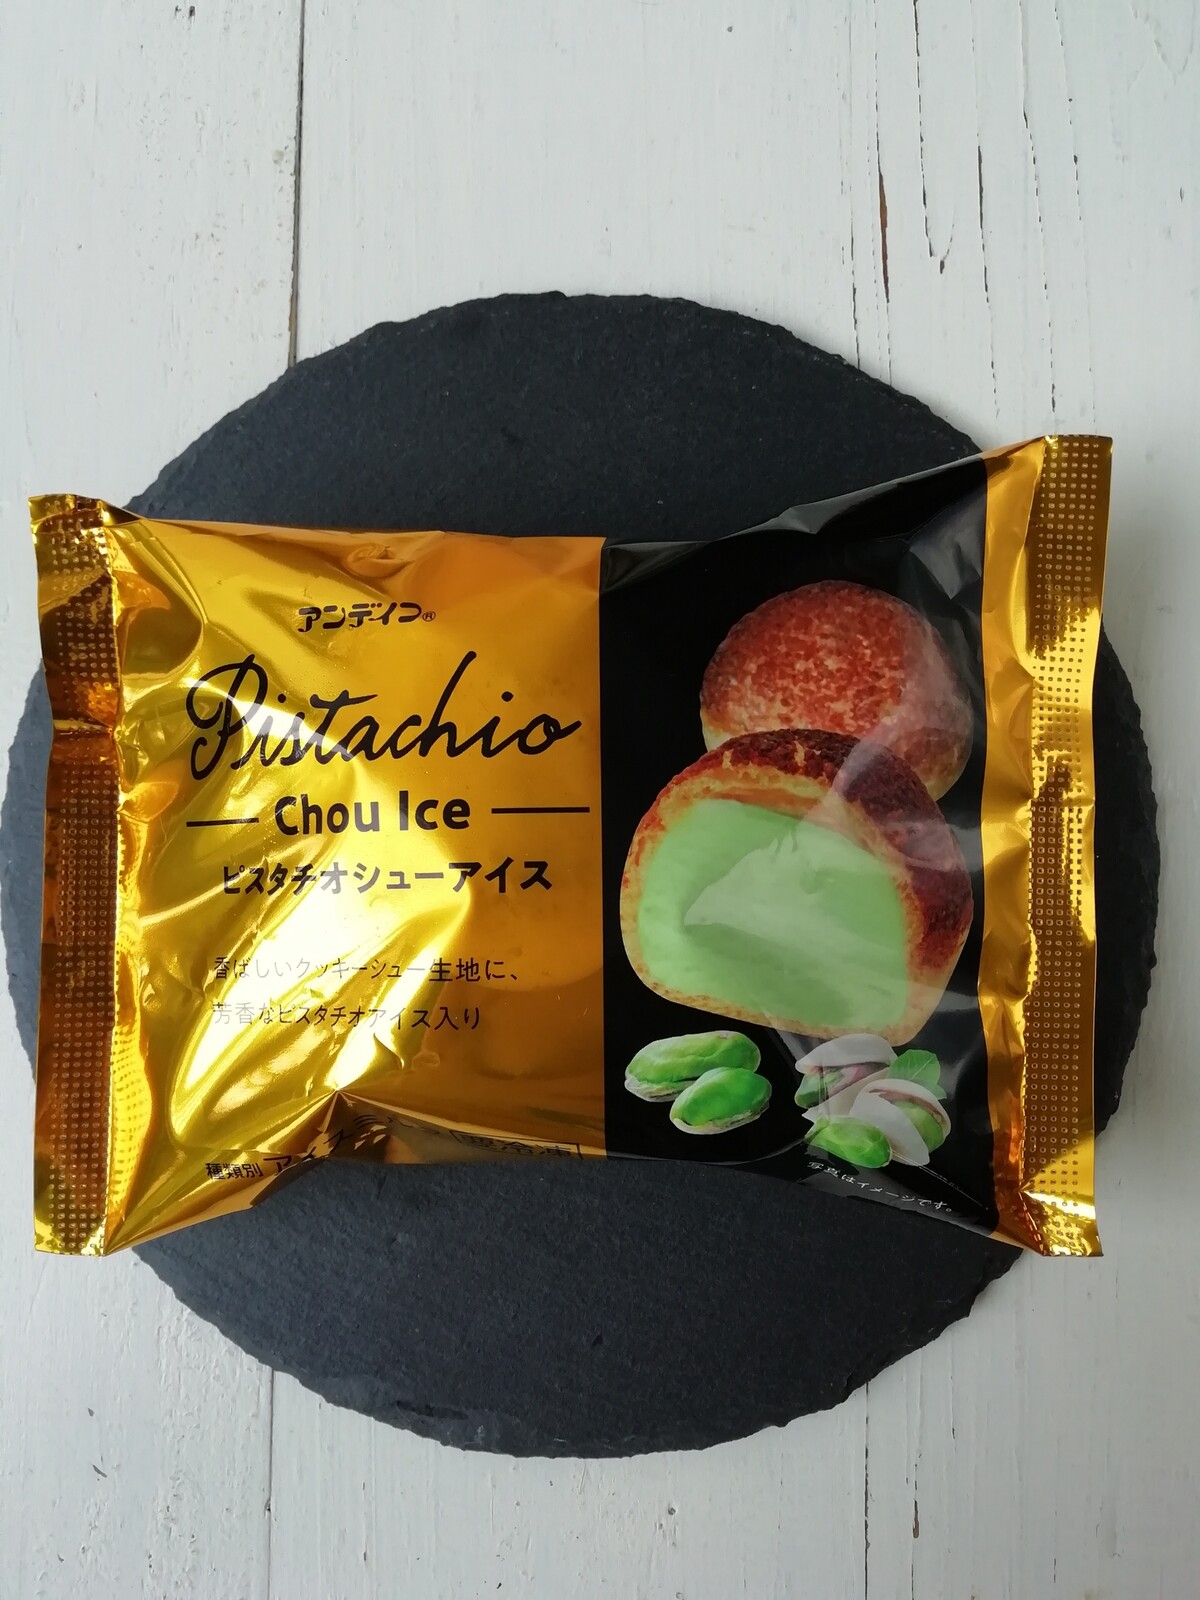 アンデイコ®
Pistachio
Chou Ice
ピスタチオシューアイス
香ばしいクッキーシュー生地に、
芳香なピスタチオアイス入り
種類別
要冷凍
写真はイメージです。